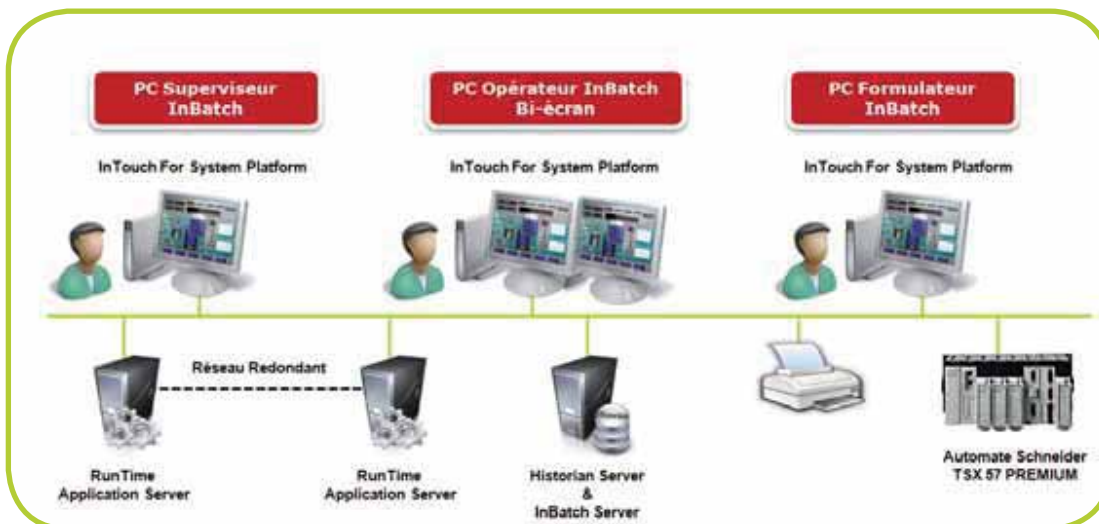 PC Superviseur
InBatch
PC Opérateur InBatch
Bi-écran
PC Formulateur
InBatch
InTouch For System Platform
InTouch For System Platform
InTouch For System Platform
Réseau Redondant
RunTime
Application Server
RunTime
Application Server
Historian Server
&
InBatch Server
Automate Schneider
TSX 57 PREMIUM